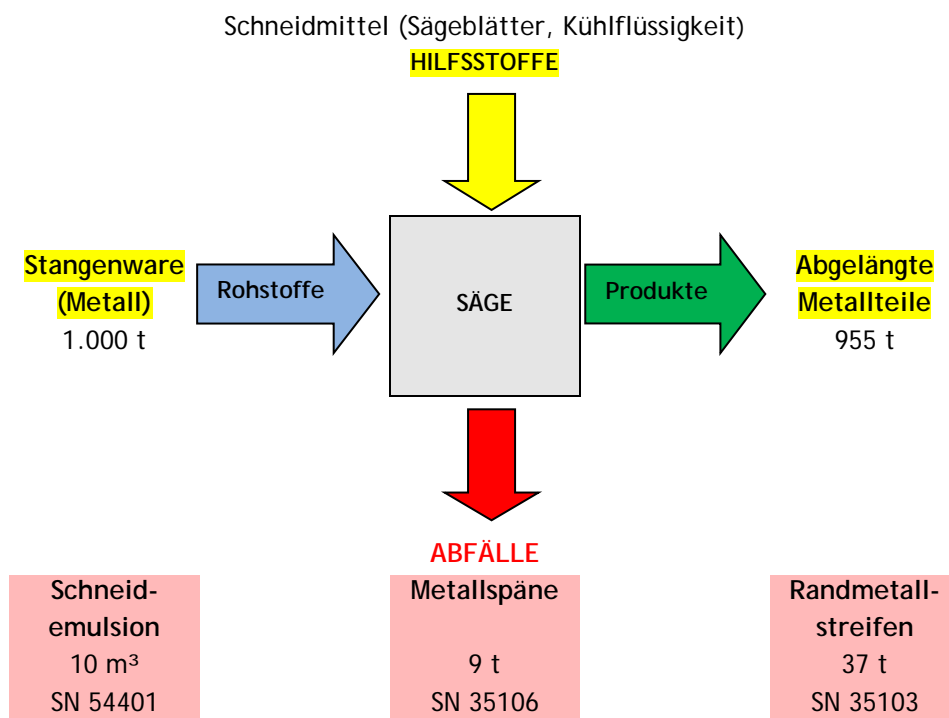 Schneidmittel (Sägeblätter, Kühlflüssigkeit)
HILFSSTOFFE
Stangenware
(Metall)
1.000 t
Rohstoffe
SÄGE
Produkte
Abgelängte
Metallteile
955 t
ABFÄLLE
Schneid-
emulsion
10 m³
SN 54401
Metallspäne
9 t
SN 35106
Randmetall-
streifen
37 t
SN 35103